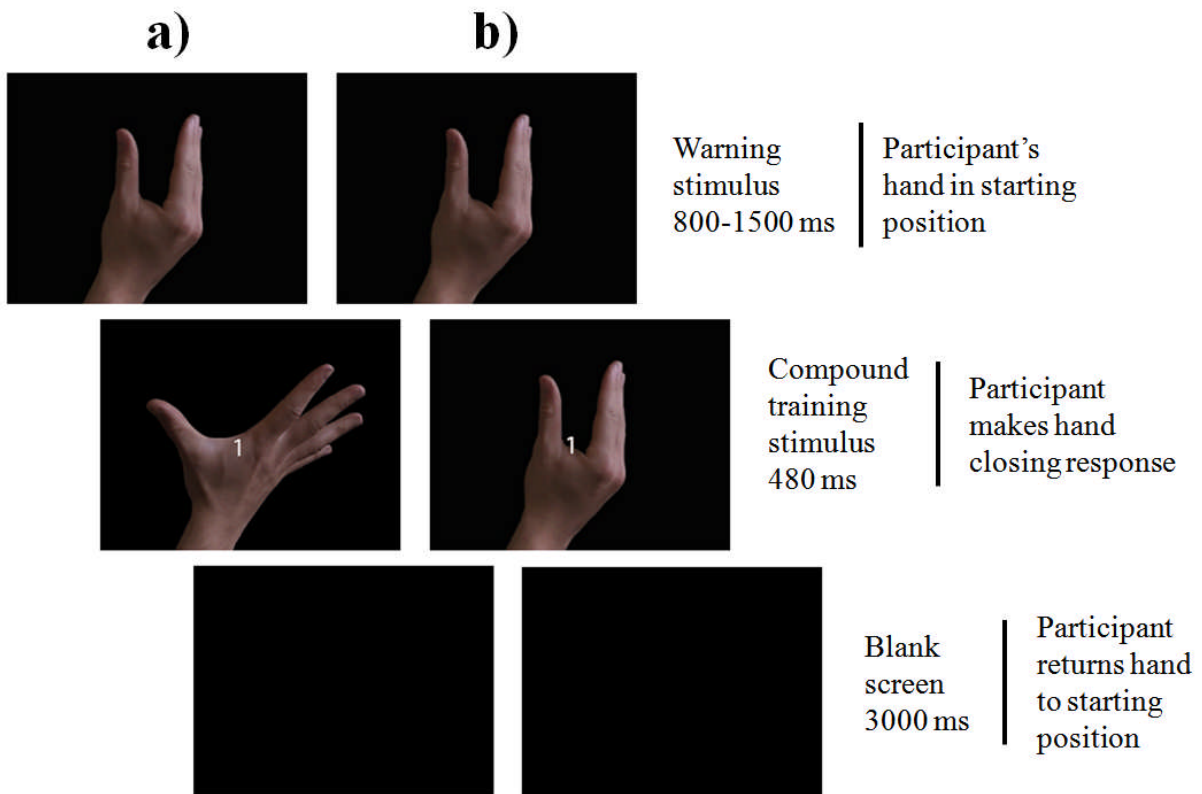 a)
b)
Warning
stimulus
800-1500 ms
Participant's
hand in starting
position
1
1
Compound
training
stimulus
480 ms
Participant
makes hand
closing response
Blank
screen
3000 ms
Participant
returns hand
to starting
position